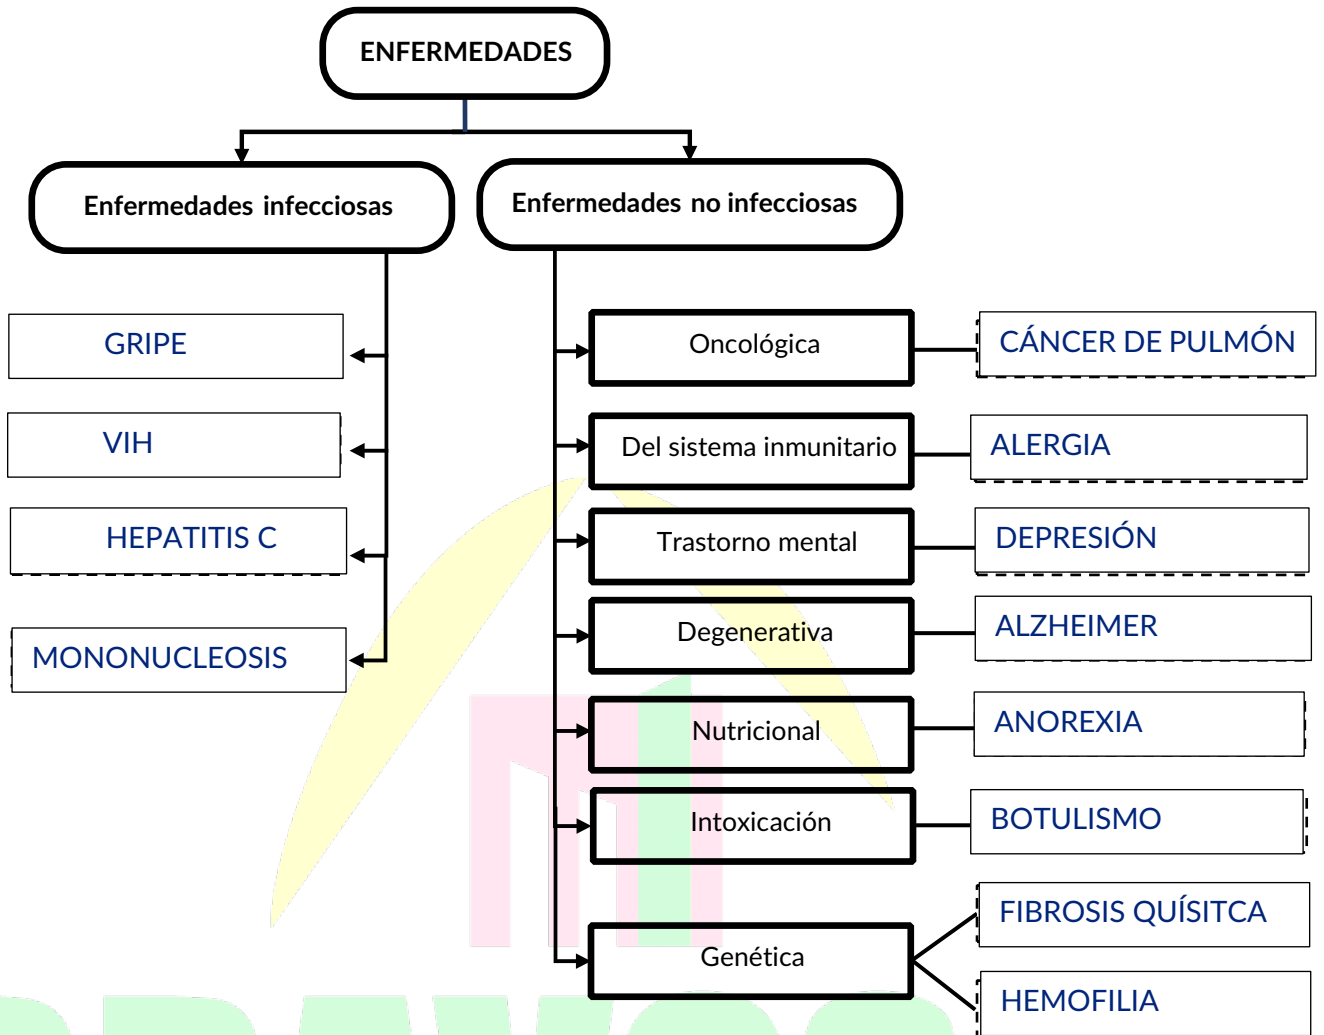 ENFERMEDADES
Enfermedades infecciosas
Enfermedades no infecciosas
GRIPE
VIH
HEPATITIS C
MONONUCLEOSIS
Oncológica
CÁNCER DE PULMÓN
Del sistema inmunitario
ALERGIA
Trastorno mental
DEPRESIÓN
Degenerativa
ALZHEIMER
Nutricional
ANOREXIA
Intoxicación
BOTULISMO
Genética
FIBROSIS QUÍSITCA
HEMOFILIA